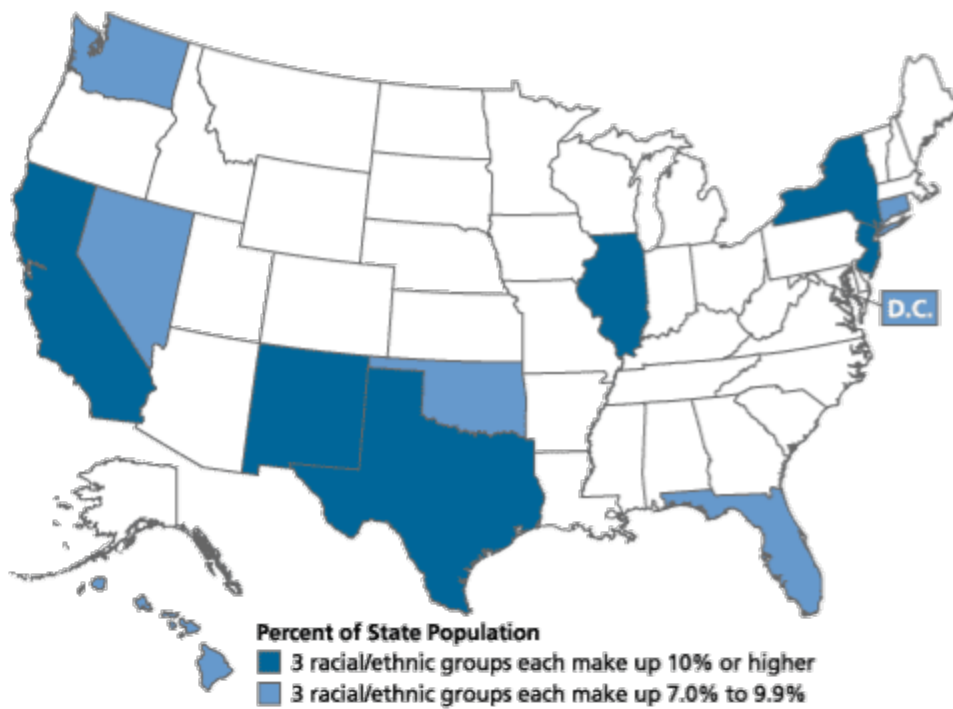 D.C.
Percent of State Population
3 racial/ethnic groups each make up 10% or higher
3 racial/ethnic groups each make up 7.0% to 9.9%